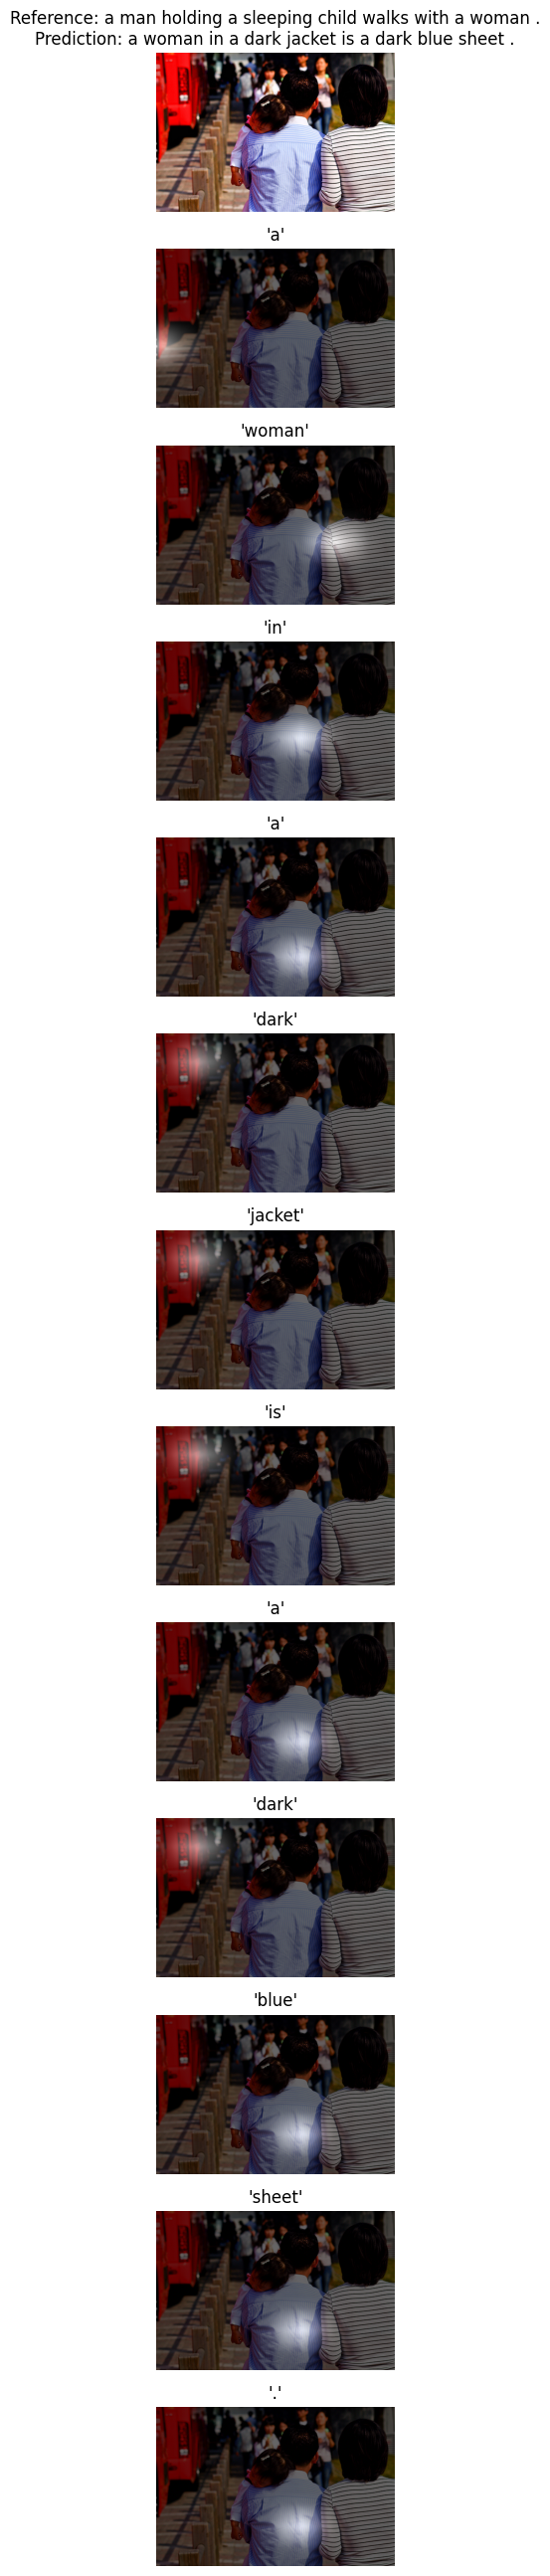 Reference: a man holding a sleeping child walks with a woman .
Prediction: a woman in a dark jacket is a dark blue sheet .
'a'
'woman'
'in'
'a'
'dark'
'jacket'
'is'
'a'
'dark'
'blue'
'sheet'
'.'